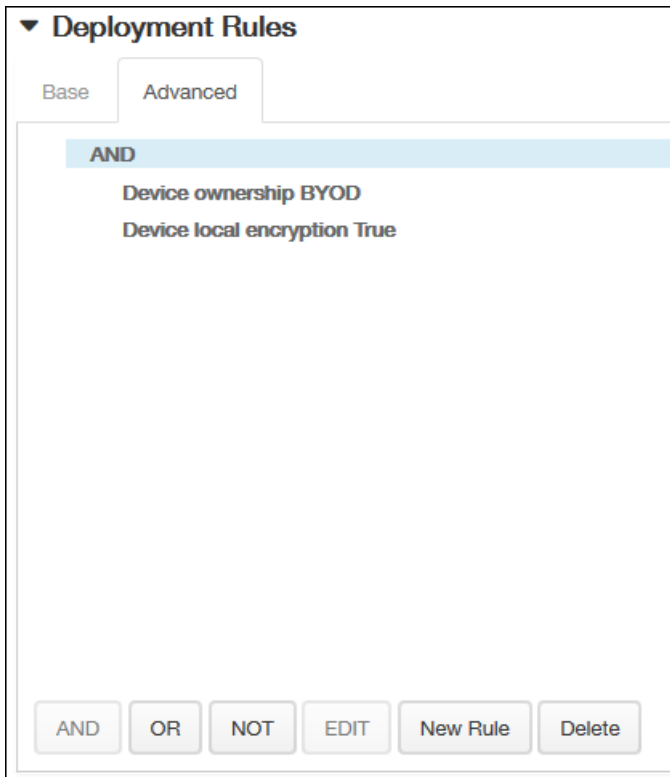 Deployment Rules
Base Advanced
AND
Device ownership BYOD
Device local encryption True
AND OR NOT EDIT New Rule Delete